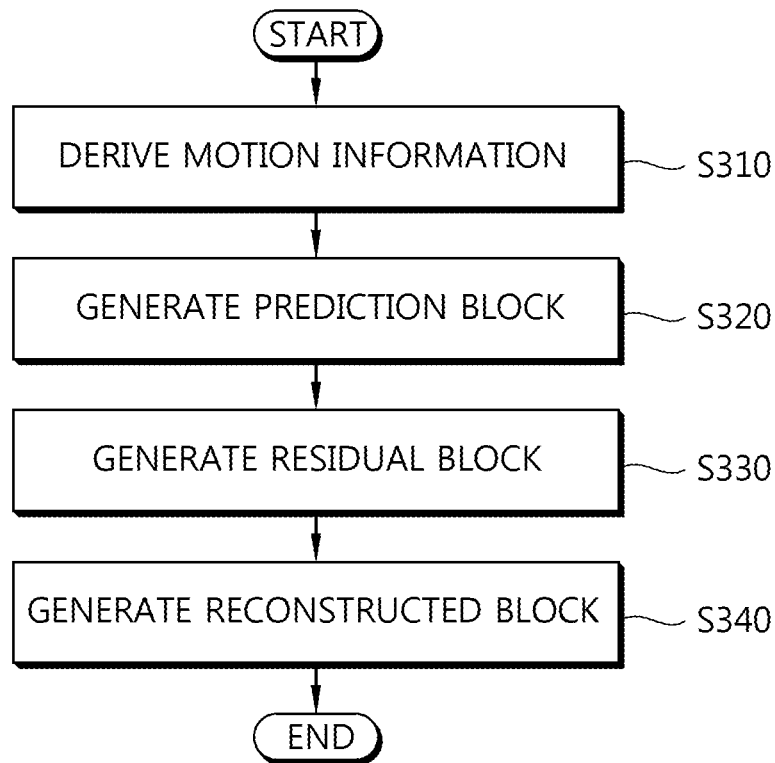 START
DERIVE MOTION INFORMATION
S310
GENERATE PREDICTION BLOCK
S320
GENERATE RESIDUAL BLOCK
S330
GENERATE RECONSTRUCTED BLOCK
S340
END